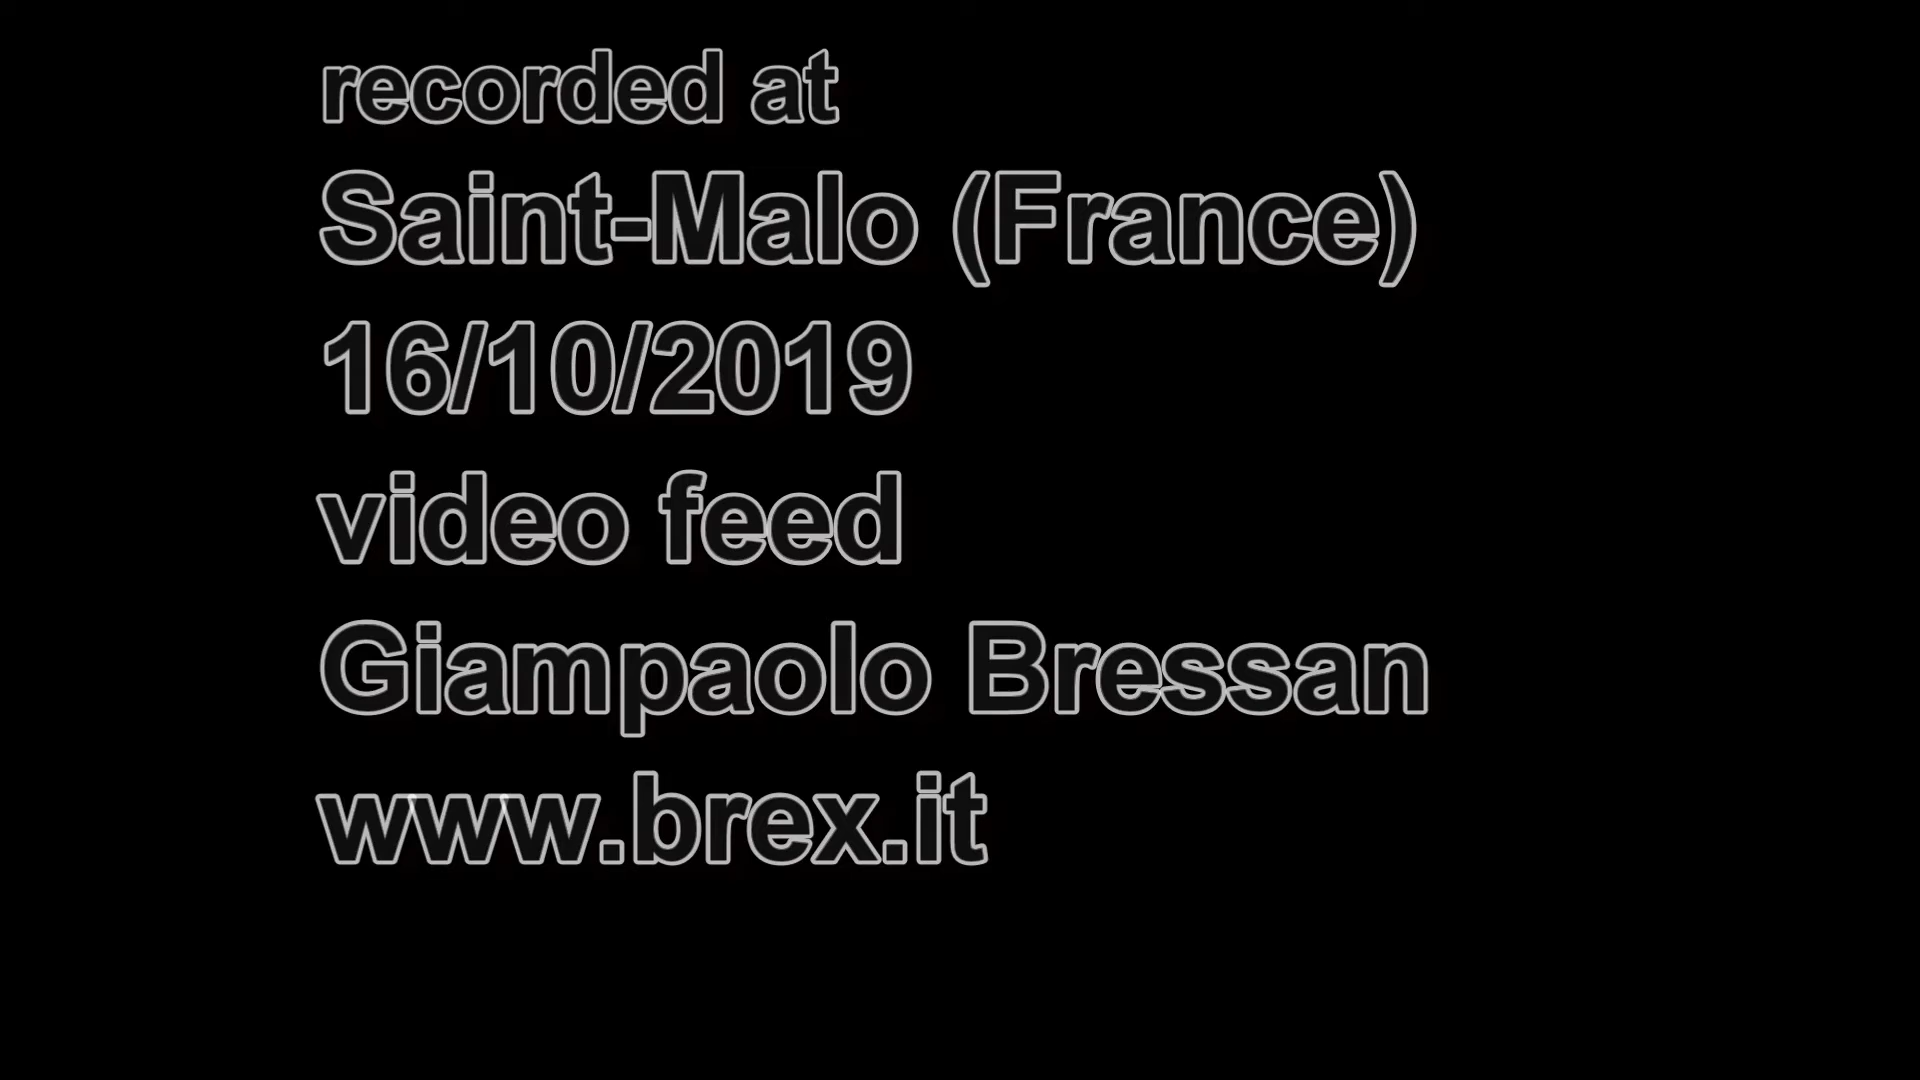 recorded at
Saint-Malo (France)
16/10/2019
video feed
Giampaolo Bressan
www.brex.it